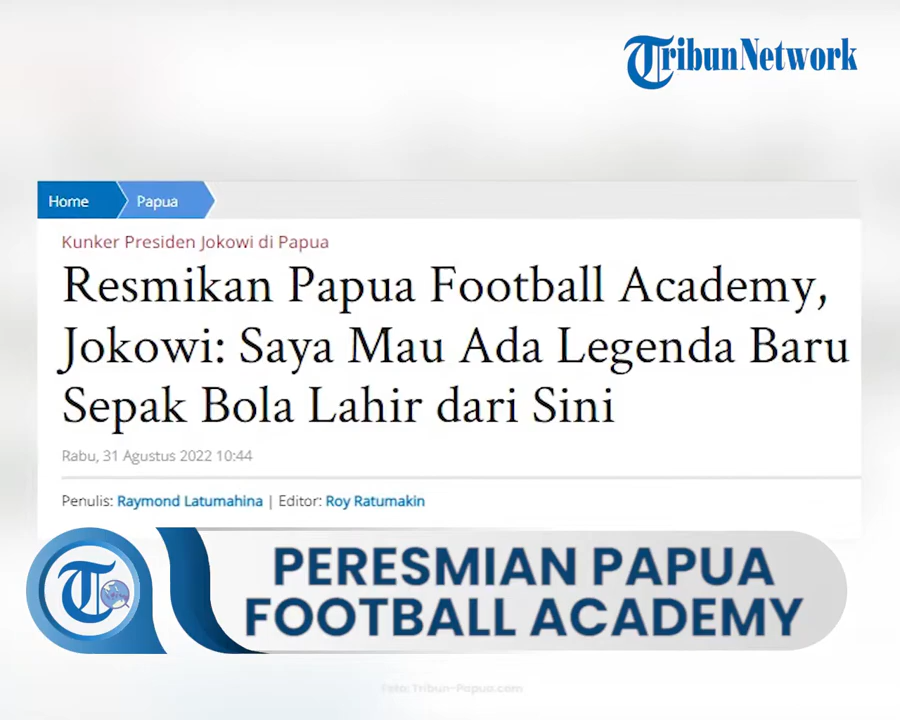 TribunNetwork
Home
Papua
Kunker Presiden Jokowi di Papua
Resmikan Papua Football Academy,
Jokowi: Saya Mau Ada Legenda Baru
Sepak Bola Lahir dari Sini
Rabu, 31 Agustus 2022 10:44
Penulis: Raymond Latumahina | Editor: Roy Ratumakin
T
PERESMIAN PAPUA
FOOTBALL ACADEMY
Foto: Tribun-Papua.com